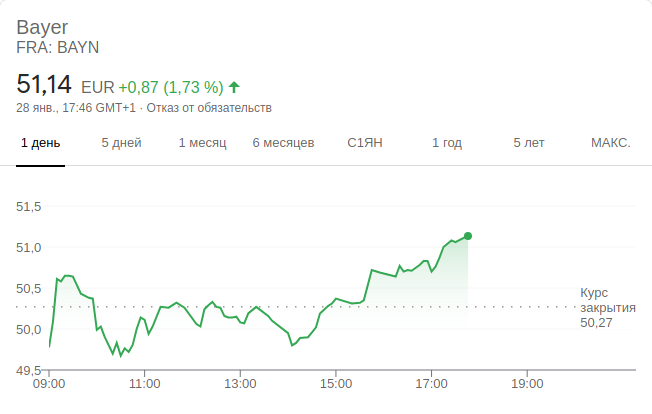 Bayer
FRA: BAYN
51,14 EUR +0,87 (1,73 %)
28 янв., 17:46 GMT+1 · Отказ от обязательств
1 день 5 дней 1 месяц 6 месяцев С1ЯН 1 год 5 лет МАКС.
51,5
51,0
50,5
Курс
закрытия
50,27
50,0
49,5
09:00 11:00 13:00 15:00 17:00 19:00